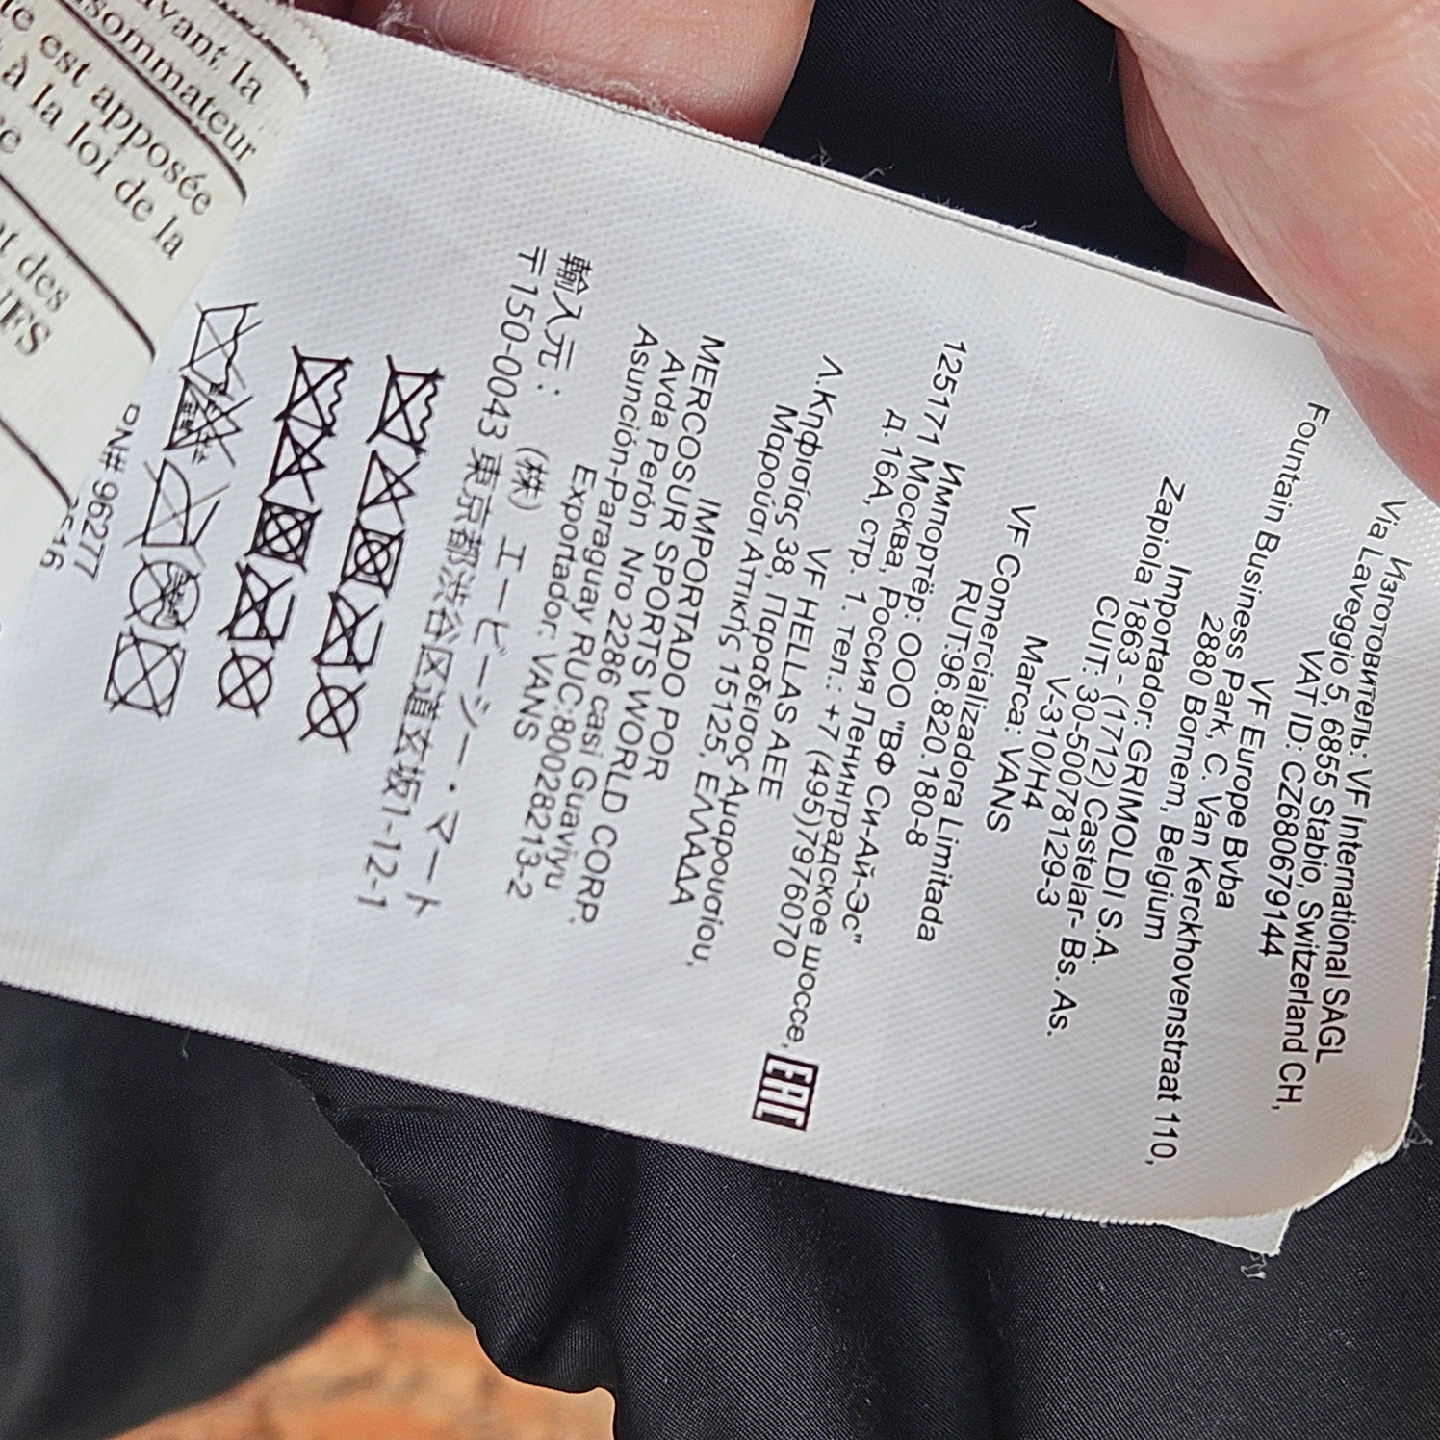 Изготовитель: VF International SAGL
Via Laveggio 5, 6855 Stabio, Switzerland CH,
VAT ID: CZ680679144
Fountain Business Park, C. Van Kerckhovenstraat 110,
VF Europe Bvba
2880 Bornem, Belgium
Importador: GRIMOLDI S.A.
Zapiola 1863 - (1712) Castelar- Bs. As.
CUIT: 30-50078129-3
V-310/H4
Marca: VANS
VF Comercializadora Limitada
RUT:96.820.180-8
Импортёр: ООО "ВФ Си-Ай-Эс"
125171 Москва, Россия Ленинградское шоссе,
д.16А, стр. 1. тел.: +7 (495)7976070
EAC
VF HELLAS AEE
Λ.Κηφισίας 38, Παραδεισος Αμαρουσίου,
Μαρούσι Αττικής 15125, ΕΛΛΑΔΑ
IMPORTADO POR
MERCOSUR SPORTS WORLD CORP.
Avda Perón Nro 2286 casi Guaviyu
Asunción-Paraguay RUC:80028213-2
Exportador: VANS
輸入元： （株） エービーシー・マート
〒150-0043 東京都渋谷区道玄坂1-12-1
RN# 96277
ivant la
sommateur
e est apposée
à la loi de la
t des